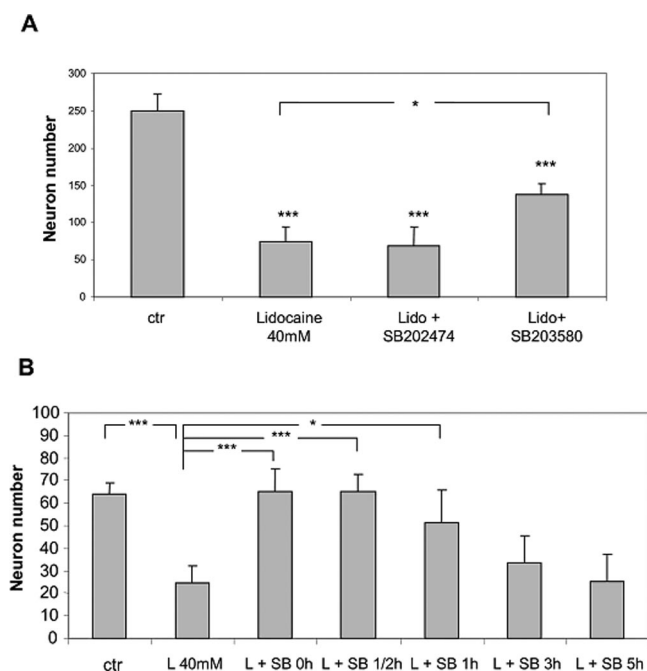 A
Neuron number
300
250
200
150
100
50
0
*
***
***
***
ctr
Lidocaine
40mM
Lido +
SB202474
Lido+
SB203580
B
Neuron number
100
90
80
70
60
50
40
30
20
10
0
***
*
***
***
ctr
L 40mM
L + SB 0h
L + SB 1/2h
L + SB 1h
L + SB 3h
L + SB 5h